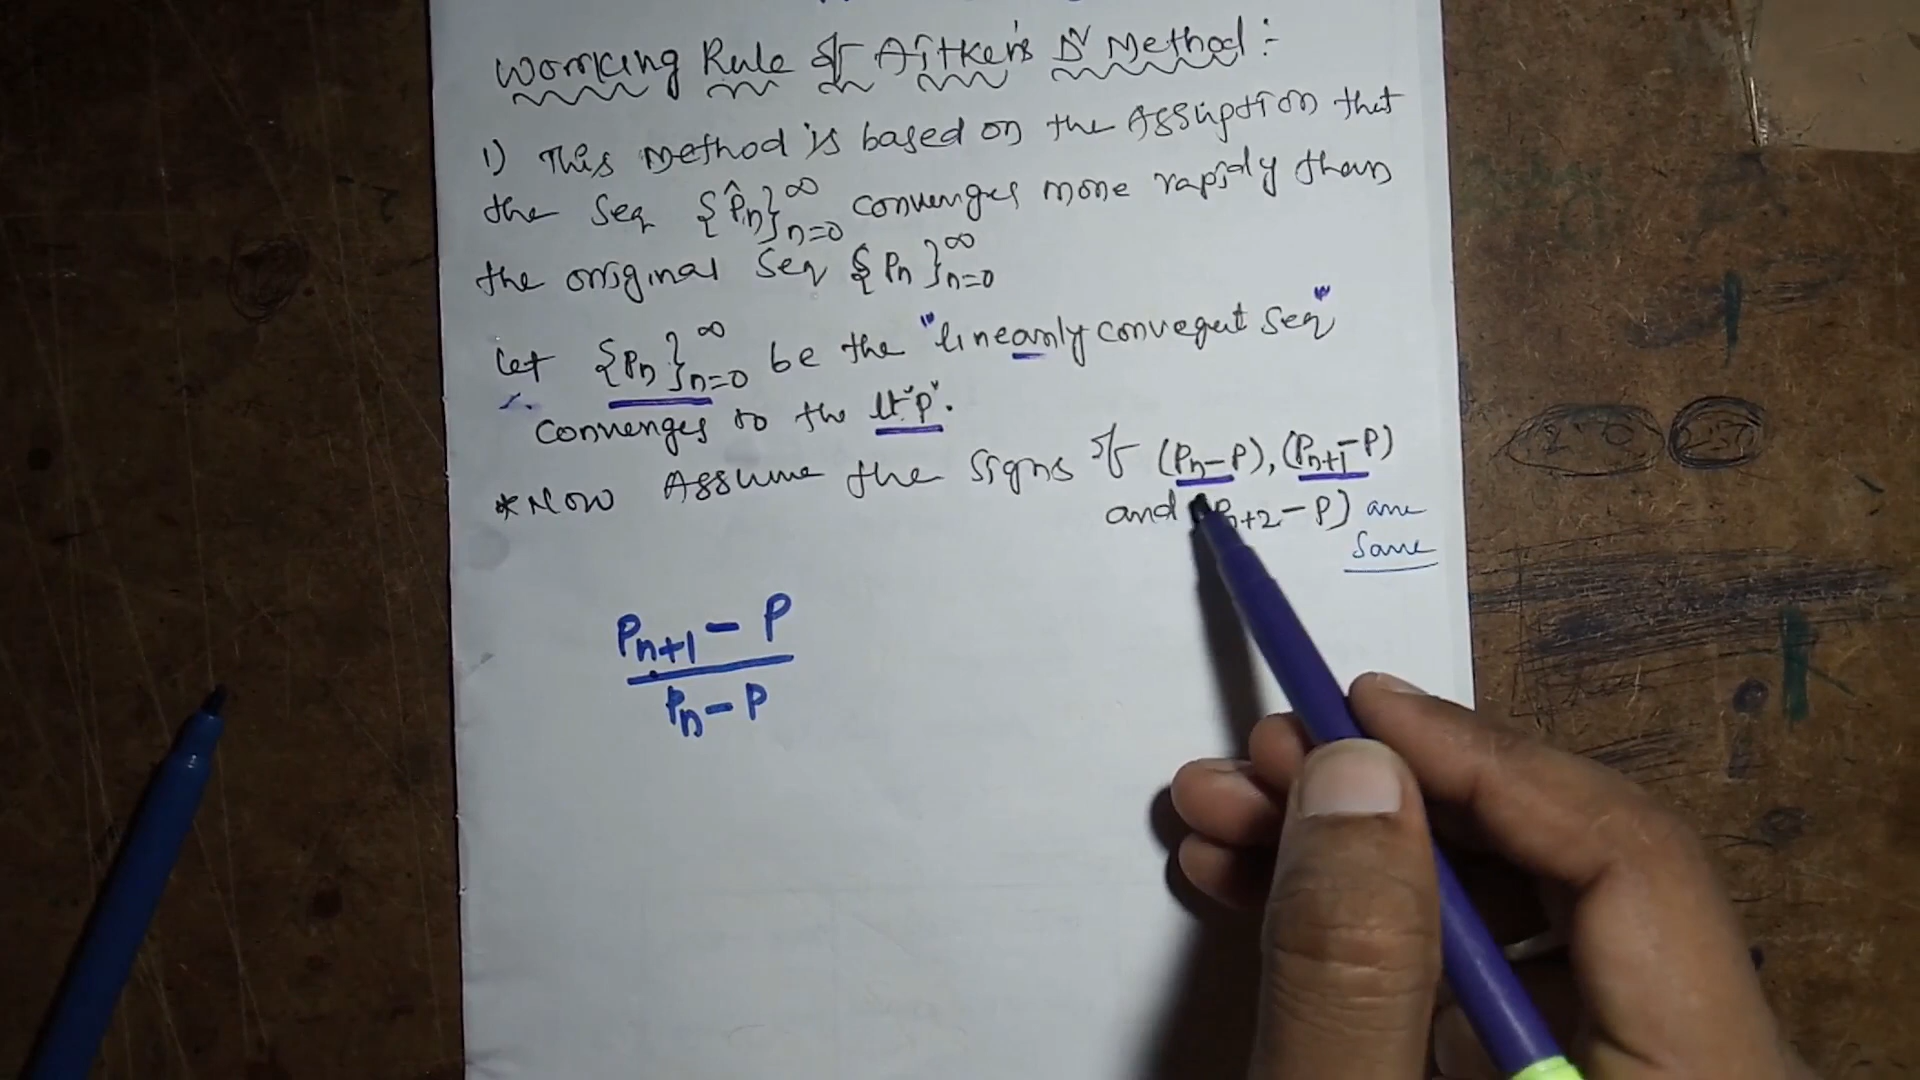 Working Rule of Aitken's Δ² Method :-
1) This Method is based on the Assuption that
the Seq {P̂n}∞n=0 converges more rapidly than
the original Seq {Pn}∞n=0
Let {Pn}∞n=0 be the "linearly convegent Seq"
Converges to the lt "p".
*Now Assume the Signs of (Pn-P), (Pn+1-P)
and (Pn+2-P) are
Same
Pn+1 - P
Pn - P